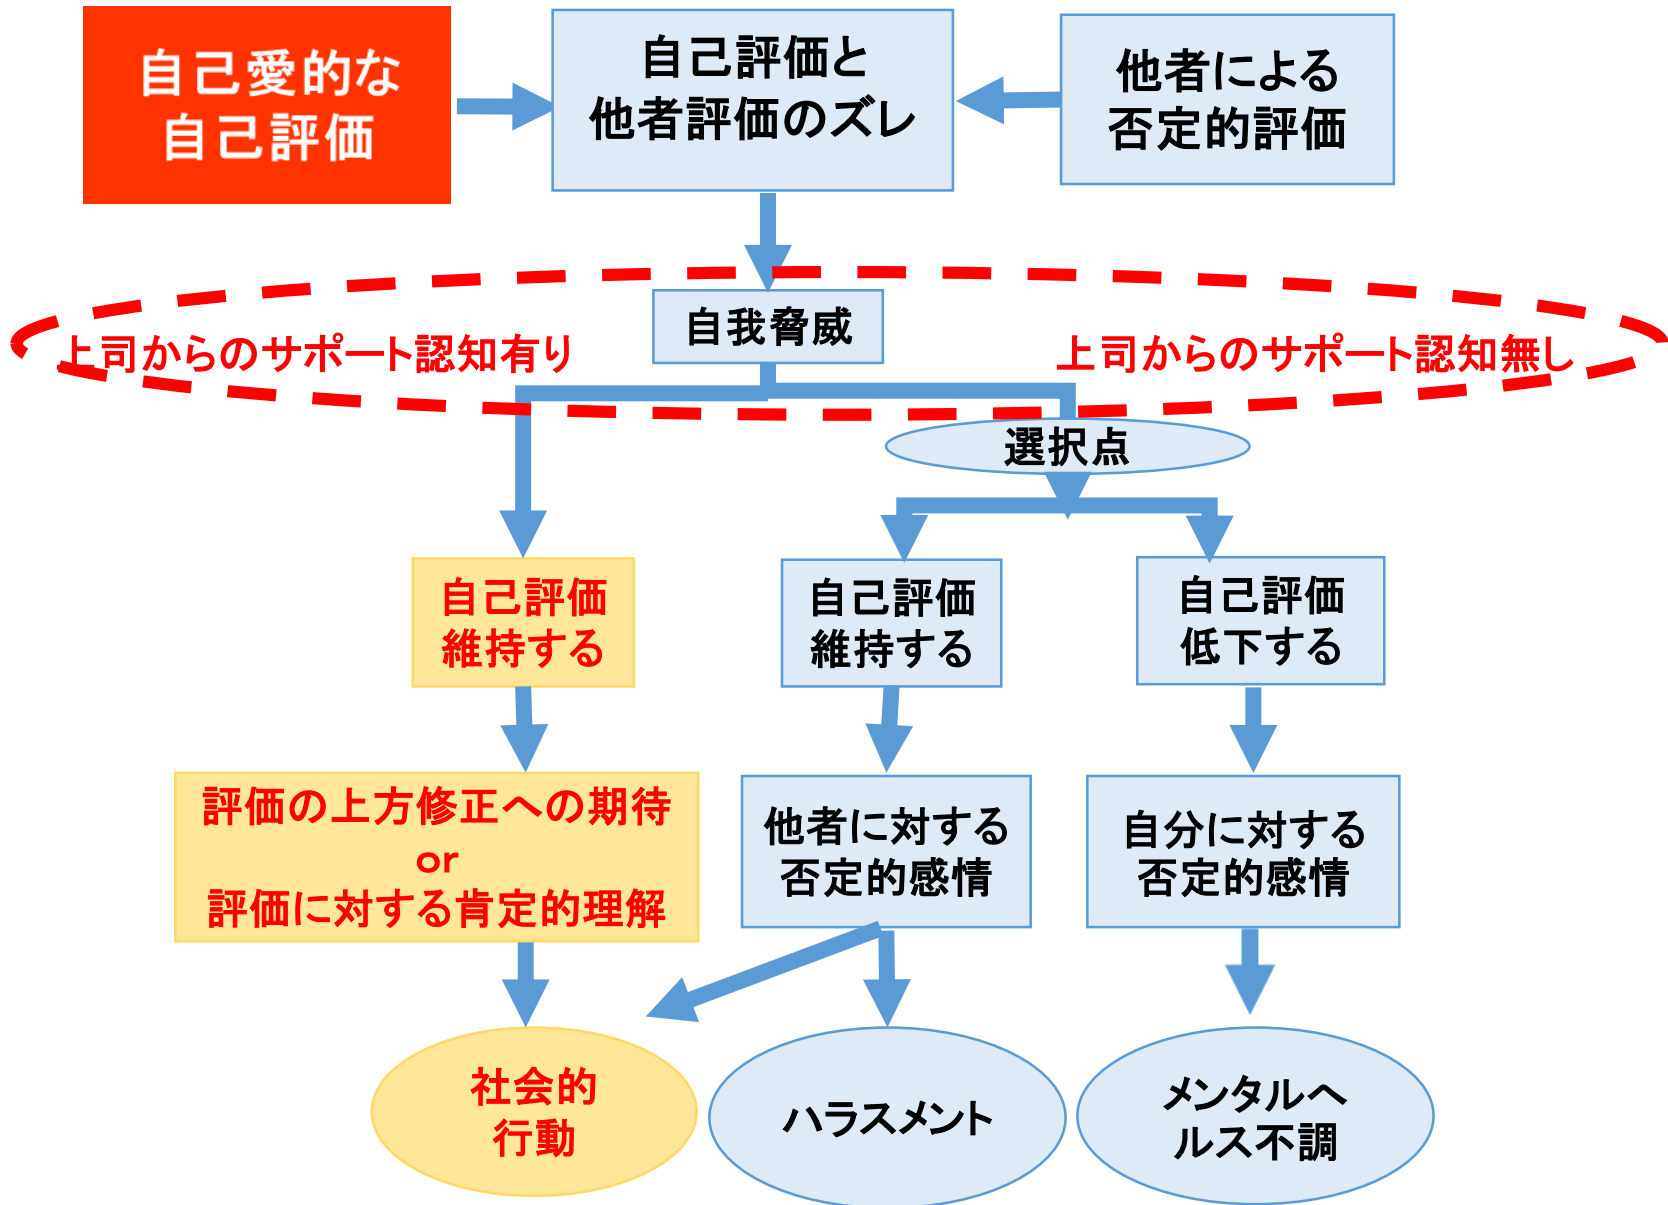 自己愛的な
自己評価
自己評価と
他者評価のズレ
他者による
否定的評価
自我脅威
上司からのサポート認知有り
上司からのサポート認知無し
選択点
自己評価
維持する
自己評価
維持する
自己評価
低下する
評価の上方修正への期待
or
評価に対する肯定的理解
他者に対する
否定的感情
自分に対する
否定的感情
社会的
行動
ハラスメント
メンタルヘ
ルス不調